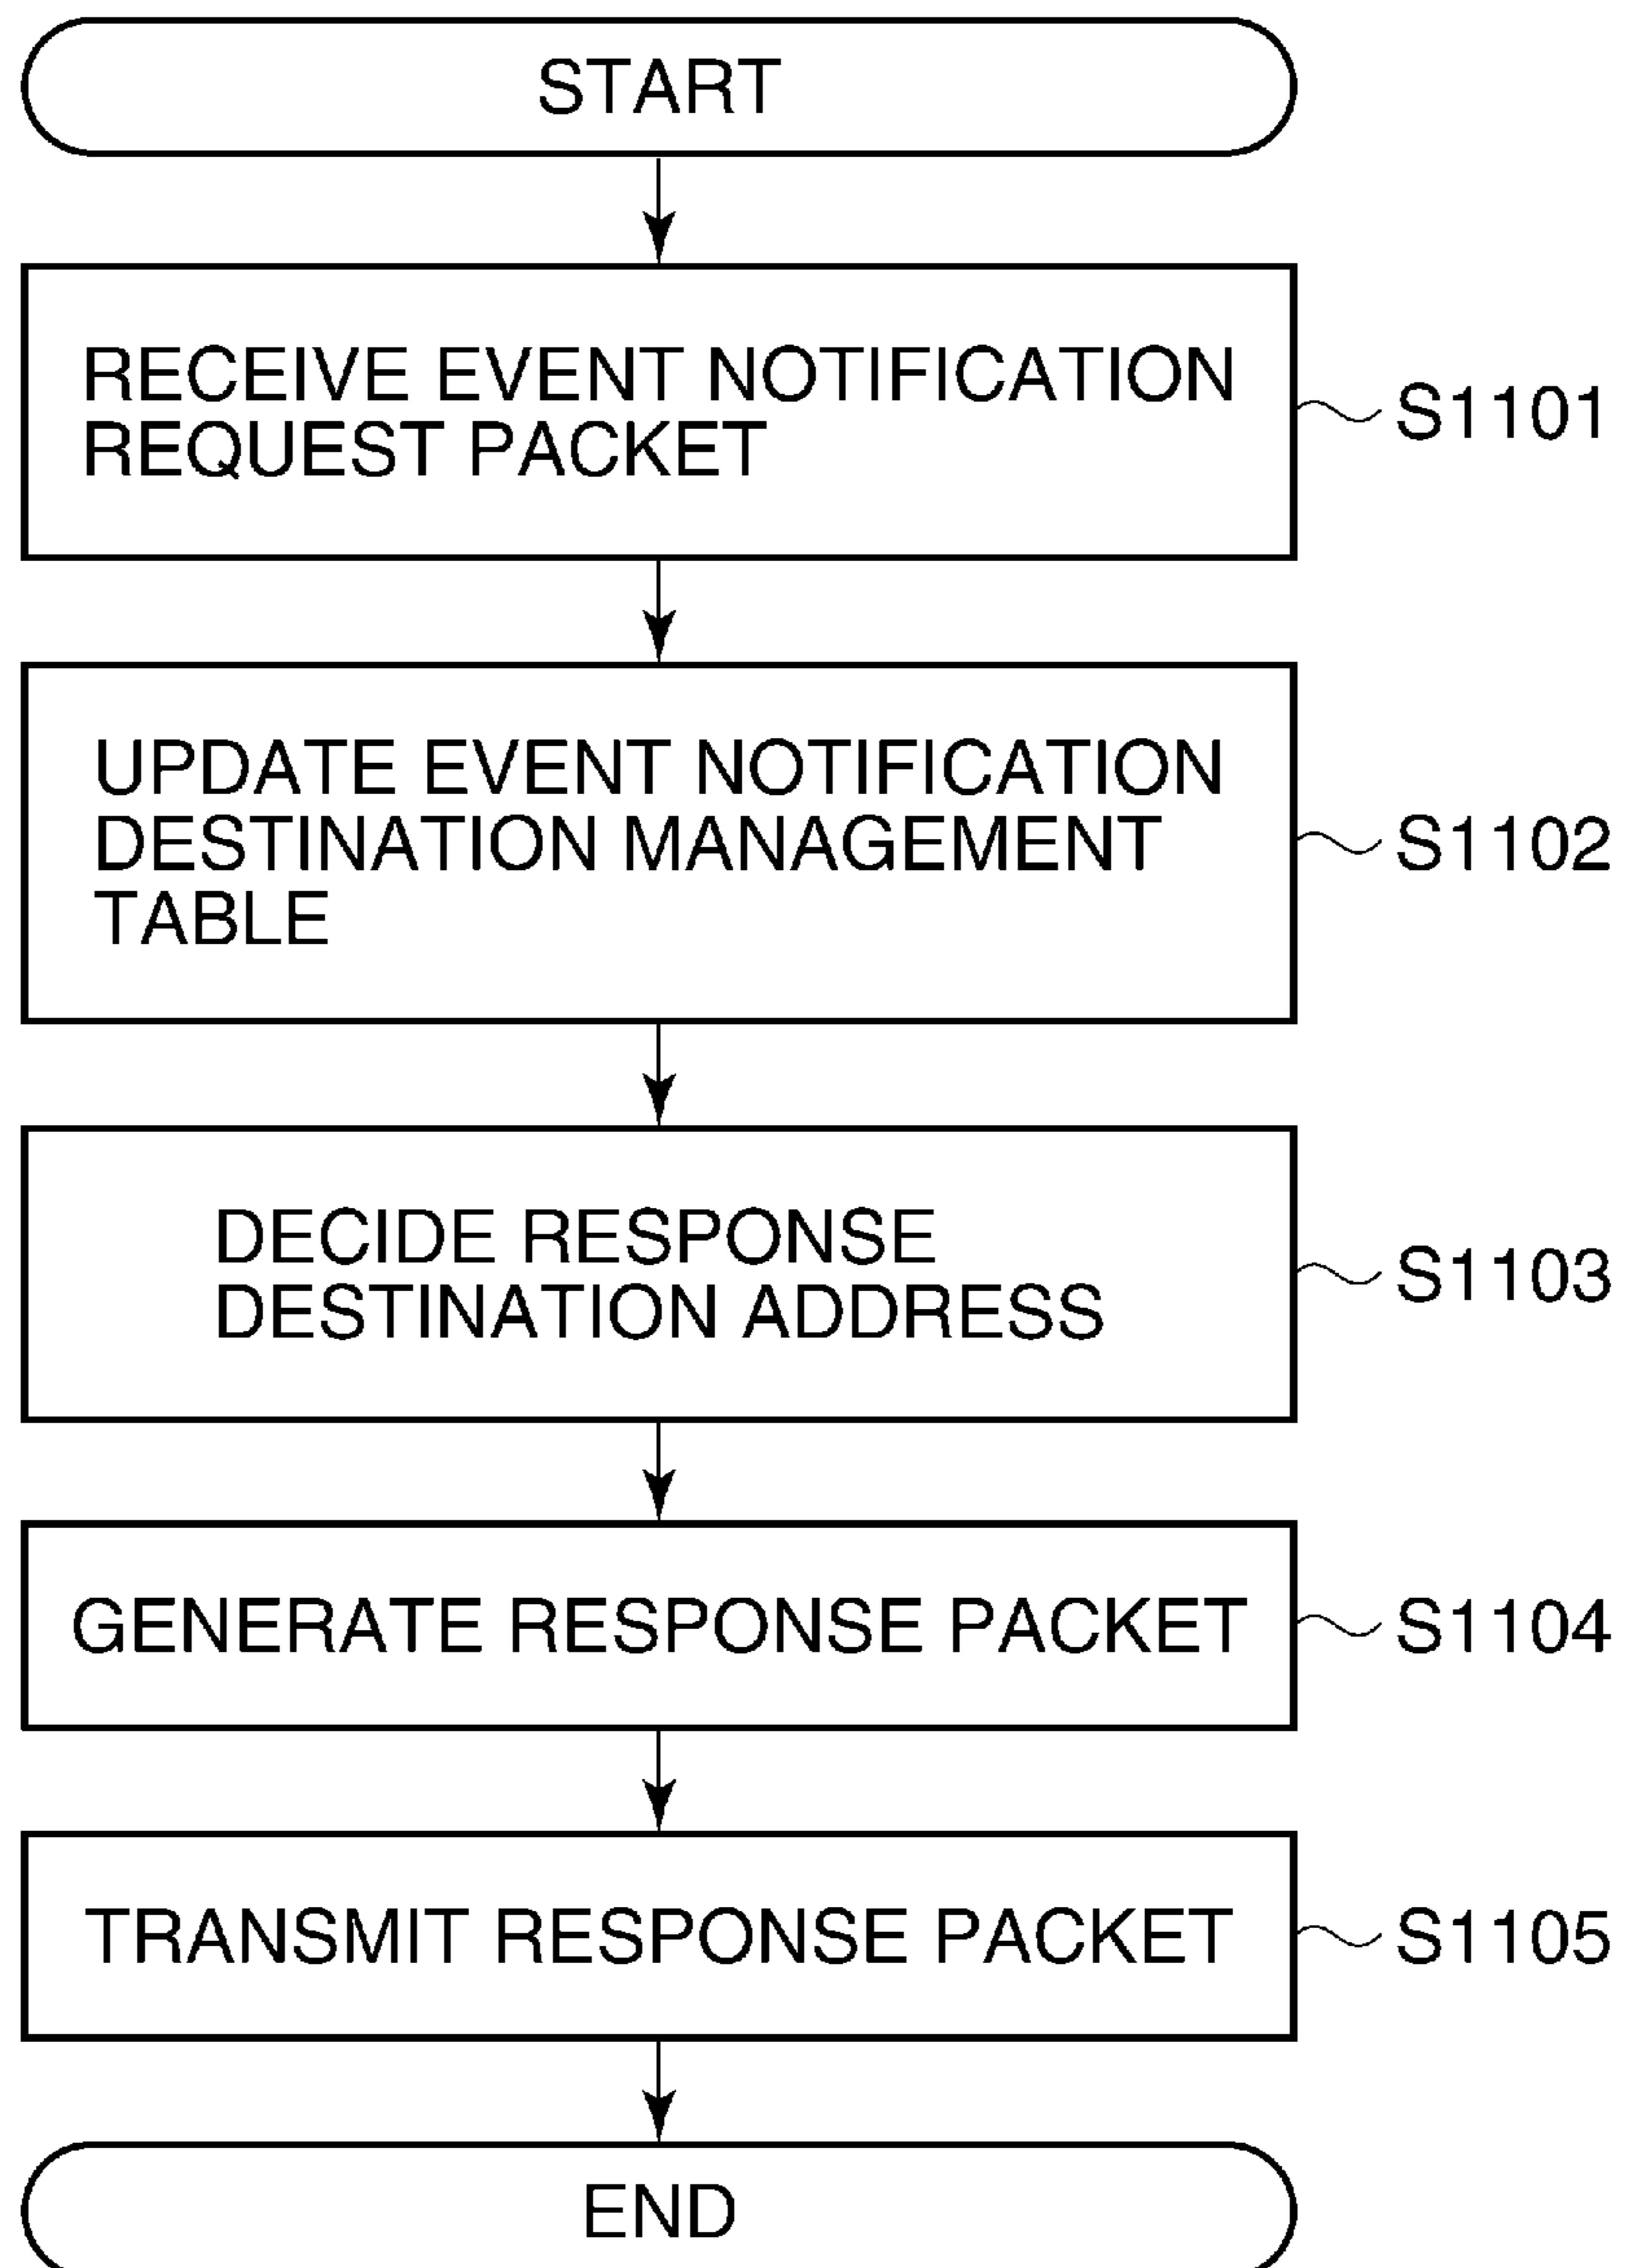 START
RECEIVE EVENT NOTIFICATION
REQUEST PACKET
S1101
UPDATE EVENT NOTIFICATION
DESTINATION MANAGEMENT
TABLE
S1102
DECIDE RESPONSE
DESTINATION ADDRESS
S1103
GENERATE RESPONSE PACKET
S1104
TRANSMIT RESPONSE PACKET
S1105
END